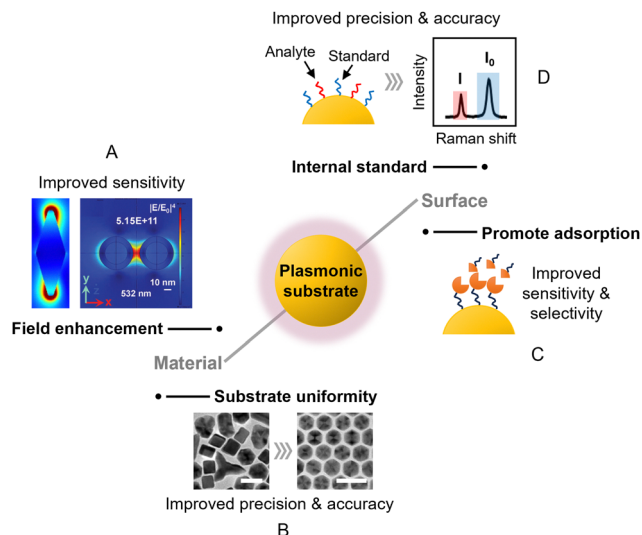 Improved precision & accuracy
Analyte
Standard
Intensity
I
I₀
Raman shift
D
Internal standard
A
Improved sensitivity
|E/E₀|⁴
5.15E+11
y
z
x
10 nm
532 nm
Field enhancement
Surface
Plasmonic
substrate
Promote adsorption
Improved
sensitivity &
selectivity
C
Material
Substrate uniformity
Improved precision & accuracy
B